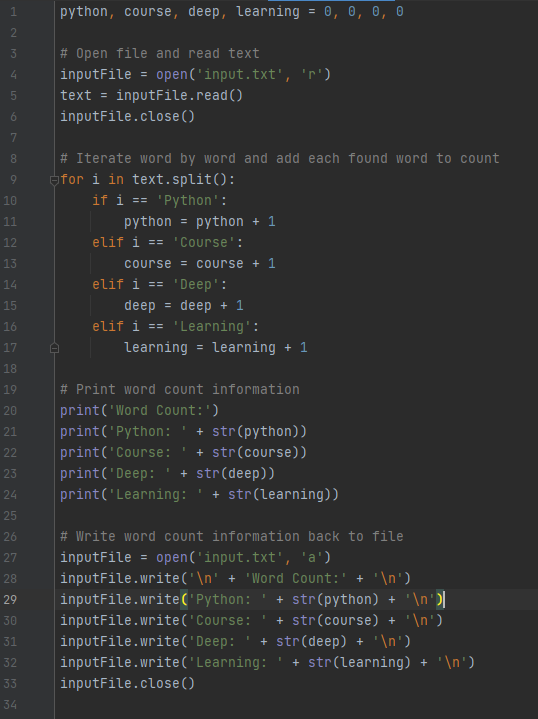 1 python, course, deep, learning = 0, 0, 0, 0
2
3 # Open file and read text
4 inputFile = open('input.txt', 'r')
5 text = inputFile.read()
6 inputFile.close()
7
8 # Iterate word by word and add each found word to count
9 for i in text.split():
10     if i == 'Python':
11         python = python + 1
12     elif i == 'Course':
13         course = course + 1
14     elif i == 'Deep':
15         deep = deep + 1
16     elif i == 'Learning':
17         learning = learning + 1
18
19 # Print word count information
20 print('Word Count:')
21 print('Python: ' + str(python))
22 print('Course: ' + str(course))
23 print('Deep: ' + str(deep))
24 print('Learning: ' + str(learning))
25
26 # Write word count information back to file
27 inputFile = open('input.txt', 'a')
28 inputFile.write('\n' + 'Word Count:' + '\n')
29 inputFile.write('Python: ' + str(python) + '\n')
30 inputFile.write('Course: ' + str(course) + '\n')
31 inputFile.write('Deep: ' + str(deep) + '\n')
32 inputFile.write('Learning: ' + str(learning) + '\n')
33 inputFile.close()
34